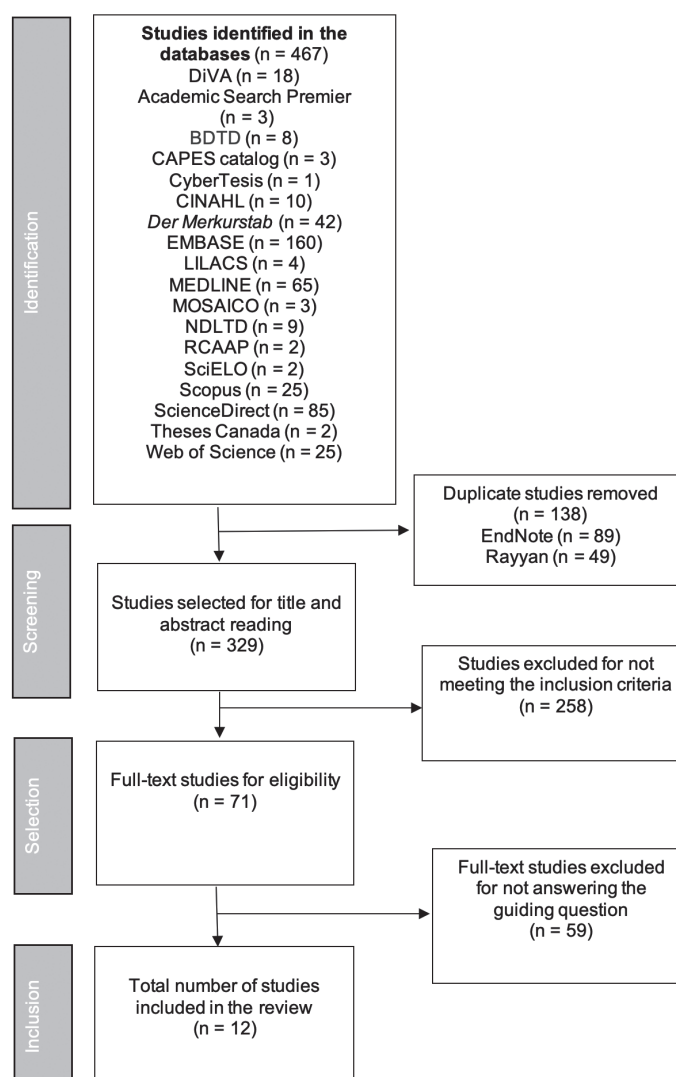 Identification
Studies identified in the
databases (n = 467)
DiVA (n = 18)
Academic Search Premier
(n = 3)
BDTD (n = 8)
CAPES catalog (n = 3)
CyberTesis (n = 1)
CINAHL (n = 10)
Der Merkurstab (n = 42)
EMBASE (n = 160)
LILACS (n = 4)
MEDLINE (n = 65)
MOSAICO (n = 3)
NDLTD (n = 9)
RCAAP (n = 2)
SciELO (n = 2)
Scopus (n = 25)
ScienceDirect (n = 85)
Theses Canada (n = 2)
Web of Science (n = 25)
Duplicate studies removed
(n = 138)
EndNote (n = 89)
Rayyan (n = 49)
Screening
Studies selected for title and
abstract reading
(n = 329)
Studies excluded for not
meeting the inclusion criteria
(n = 258)
Selection
Full-text studies for eligibility
(n = 71)
Full-text studies excluded
for not answering the
guiding question
(n = 59)
Inclusion
Total number of studies
included in the review
(n = 12)